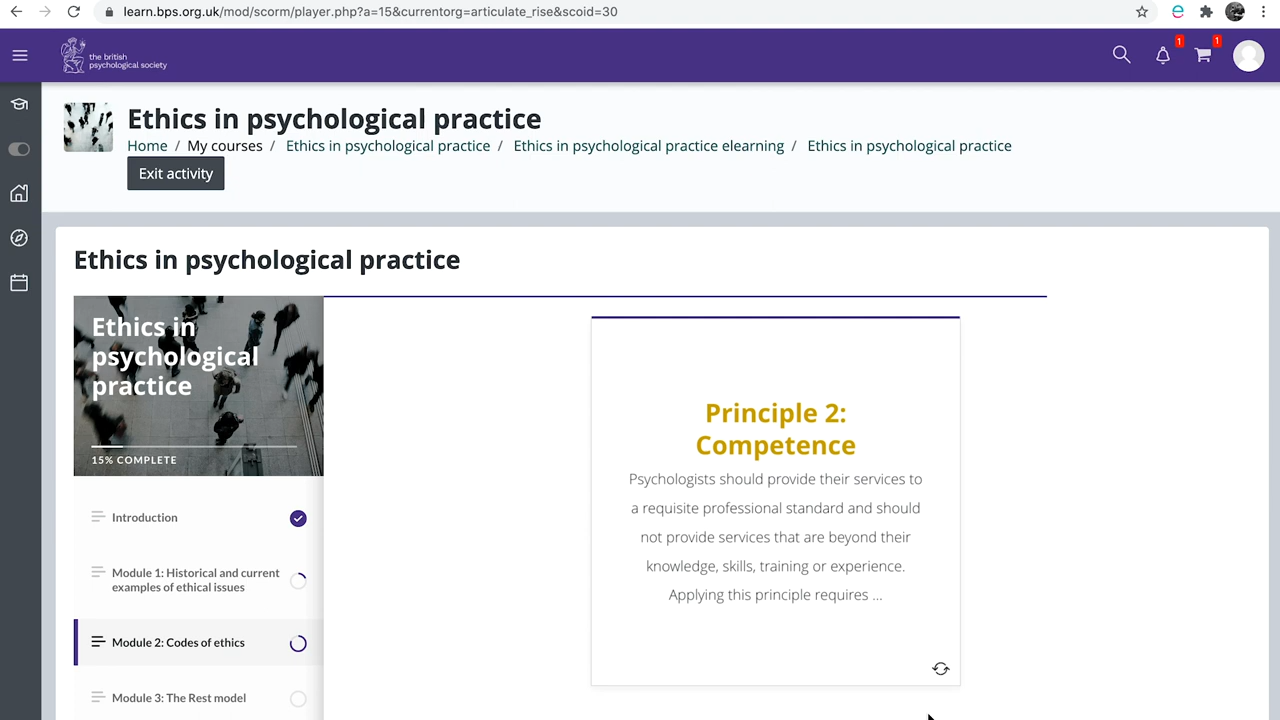 learn.bps.org.uk/mod/scorm/player.php?a=15&currentorg=articulate_rise&scoid=30
the british
psychological society
1
1
Ethics in psychological practice
Home / My courses / Ethics in psychological practice / Ethics in psychological practice elearning / Ethics in psychological practice
Exit activity
Ethics in psychological practice
Ethics in
psychological
practice
15% COMPLETE
Introduction
Module 1: Historical and current
examples of ethical issues
Module 2: Codes of ethics
Module 3: The Rest model
Principle 2:
Competence
Psychologists should provide their services to
a requisite professional standard and should
not provide services that are beyond their
knowledge, skills, training or experience.
Applying this principle requires ...